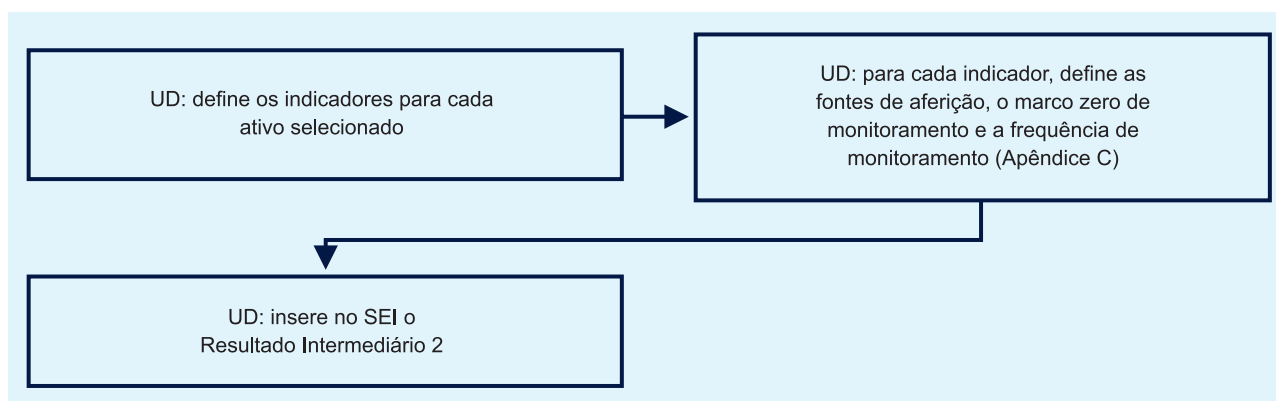 UD: define os indicadores para cada
ativo selecionado
UD: para cada indicador, define as
fontes de aferição, o marco zero de
monitoramento e a frequência de
monitoramento (Apêndice C)
UD: insere no SEI o
Resultado Intermediário 2